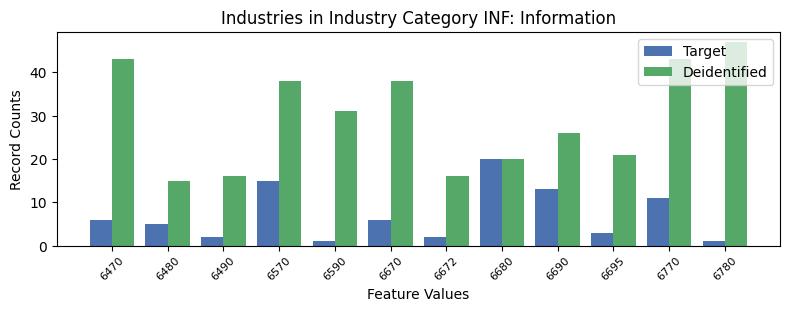 Industries in Industry Category INF: Information
Target
Deidentified
Record Counts
40
30
20
10
0
6470 6480 6490 6570 6590 6670 6672 6680 6690 6695 6770 6780
Feature Values